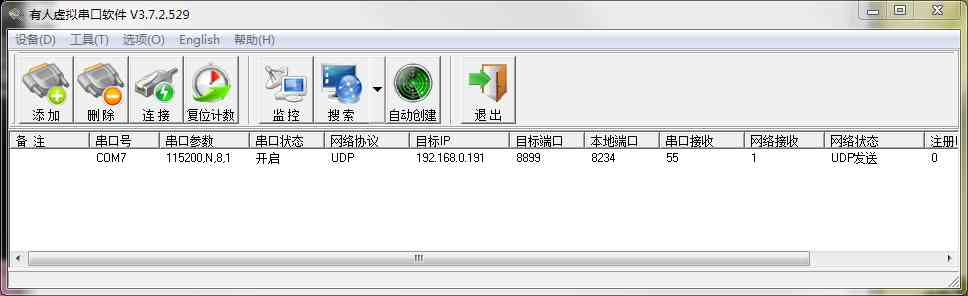 有人虚拟串口软件 V3.7.2.529
设备(D) 工具(T) 选项(O) English 帮助(H)
添 加 删 除 连 接 复位计数 监 控 搜 索 自动创建 退 出
备 注 串口号 串口参数 串口状态 网络协议 目标IP 目标端口 本地端口 串口接收 网络接收 网络状态 注册
COM7 115200,N,8,1 开启 UDP 192.168.0.191 8899 8234 55 1 UDP发送 0